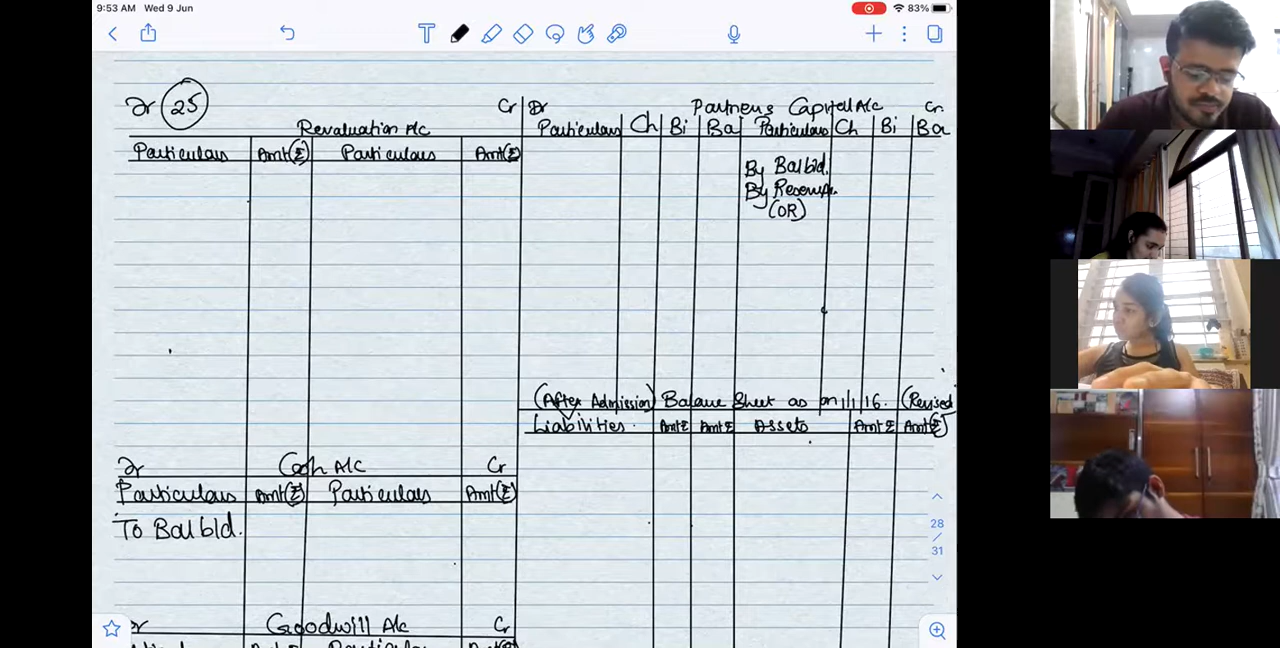 9:53 AM Wed 9 Jun
83%
25
Cr
Revaluation A/c
Particulars Amt(₹) Particulars Amt(₹)
Dr Partners Capital A/c Cr
Particulars Ch Bi Ba Particulars Ch Bi Ba
By Bal b/d.
By Reserve
(OR)
(After Admission) Balance Sheet as on 1/1/16. (Revised
Liabilities. Amt ₹ Amt ₹ Assets Amt ₹ Amt ₹
Dr Cash A/c Cr
Particulars Amt(₹) Particulars Amt(₹)
To Bal b/d.
Goodwill A/c Cr
28
/
31